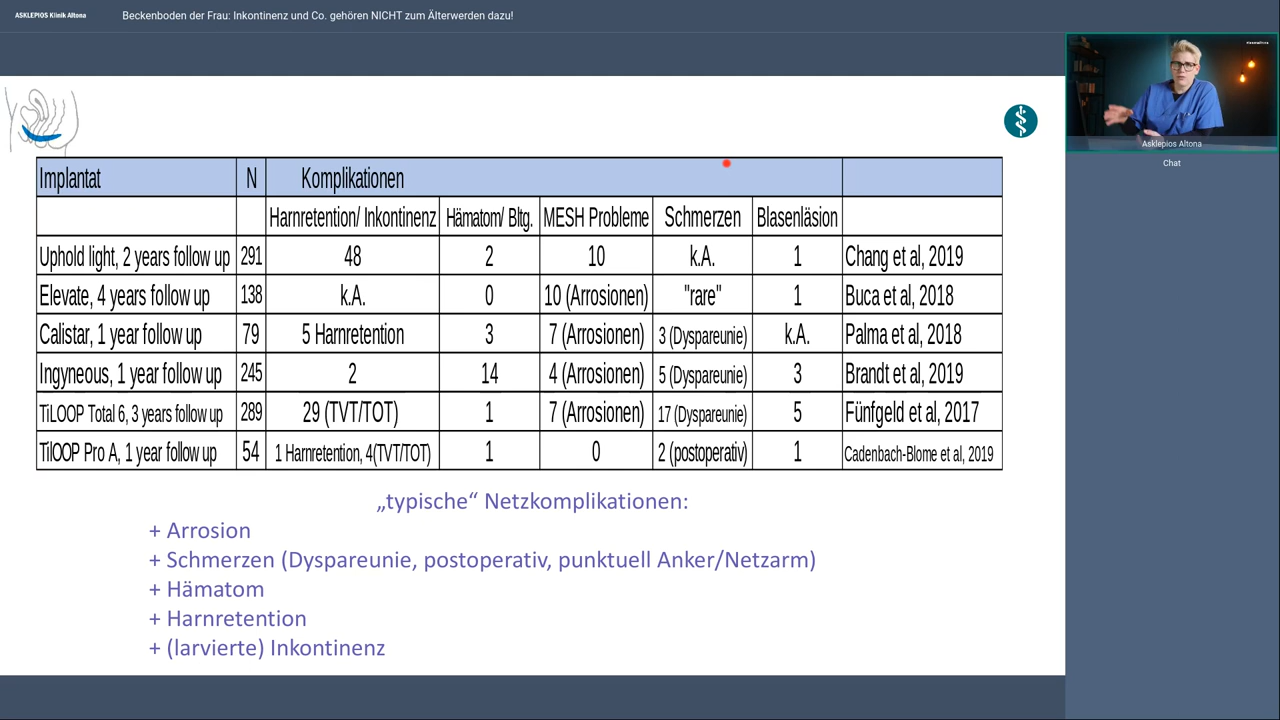 ASKLEPIOS Klinik Altona
Beckenboden der Frau: Inkontinenz und Co. gehören NICHT zum Älterwerden dazu!
Implantat N Komplikationen
Harnretention/ Inkontinenz Hämatom/ Bltg. MESH Probleme Schmerzen Blasenläsion
Uphold light, 2 years follow up 291 48 2 10 k.A. 1 Chang et al, 2019
Elevate, 4 years follow up 138 k.A. 0 10 (Arrosionen) "rare" 1 Buca et al, 2018
Calistar, 1 year follow up 79 5 Harnretention 3 7 (Arrosionen) 3 (Dyspareunie) k.A. Palma et al, 2018
Ingyneous, 1 year follow up 245 2 14 4 (Arrosionen) 5 (Dyspareunie) 3 Brandt et al, 2019
TiLOOP Total 6, 3 years follow up 289 29 (TVT/TOT) 1 7 (Arrosionen) 17 (Dyspareunie) 5 Fünfgeld et al, 2017
TilOOP Pro A, 1 year follow up 54 1 Harnretention, 4(TVT/TOT) 1 0 2 (postoperativ) 1 Cadenbach-Blome et al, 2019
„typische“ Netzkomplikationen:
+ Arrosion
+ Schmerzen (Dyspareunie, postoperativ, punktuell Anker/Netzarm)
+ Hämatom
+ Harnretention
+ (larvierte) Inkontinenz
Asklepios Altona
Chat